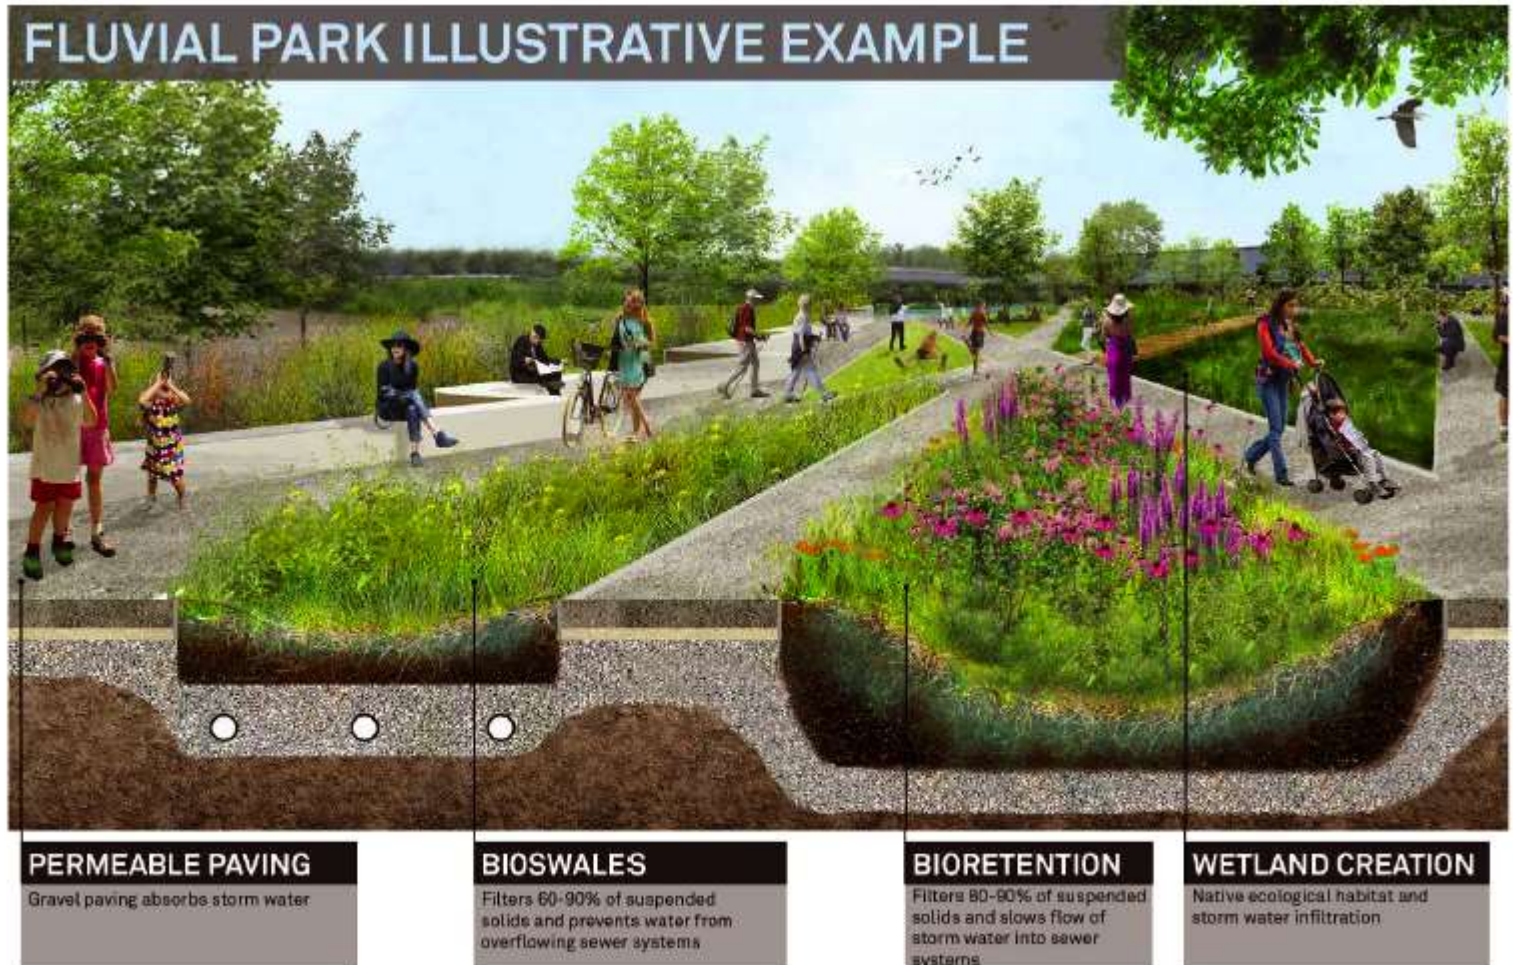 FLUVIAL PARK ILLUSTRATIVE EXAMPLE
PERMEABLE PAVING
Gravel paving absorbs storm water
BIOSWALES
Filters 60-90% of suspended
solids and prevents water from
overflowing sewer systems
BIORETENTION
Filters 80-90% of suspended
solids and slows flow of
storm water into sewer
systems
WETLAND CREATION
Native ecological habitat and
storm water infiltration